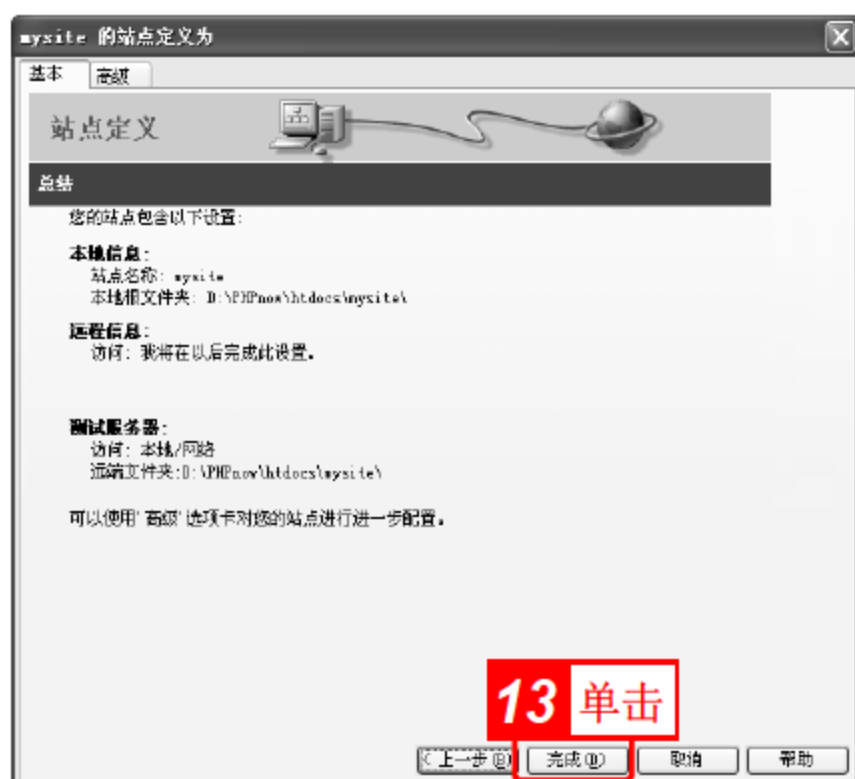 mysite 的站点定义为
基本 高级
站点定义
总结
您的站点包含以下设置:
本地信息:
站点名称: mysite
本地根文件夹: D:\PHPnow\htdocs\mysite\
远程信息:
访问: 我将在以后完成此设置。
测试服务器:
访问: 本地/网络
远端文件夹:D:\PHPnow\htdocs\mysite\
可以使用"高级"选项卡对您的站点进行进一步配置。
13 单击
< 上一步(B) 完成(D) 取消 帮助